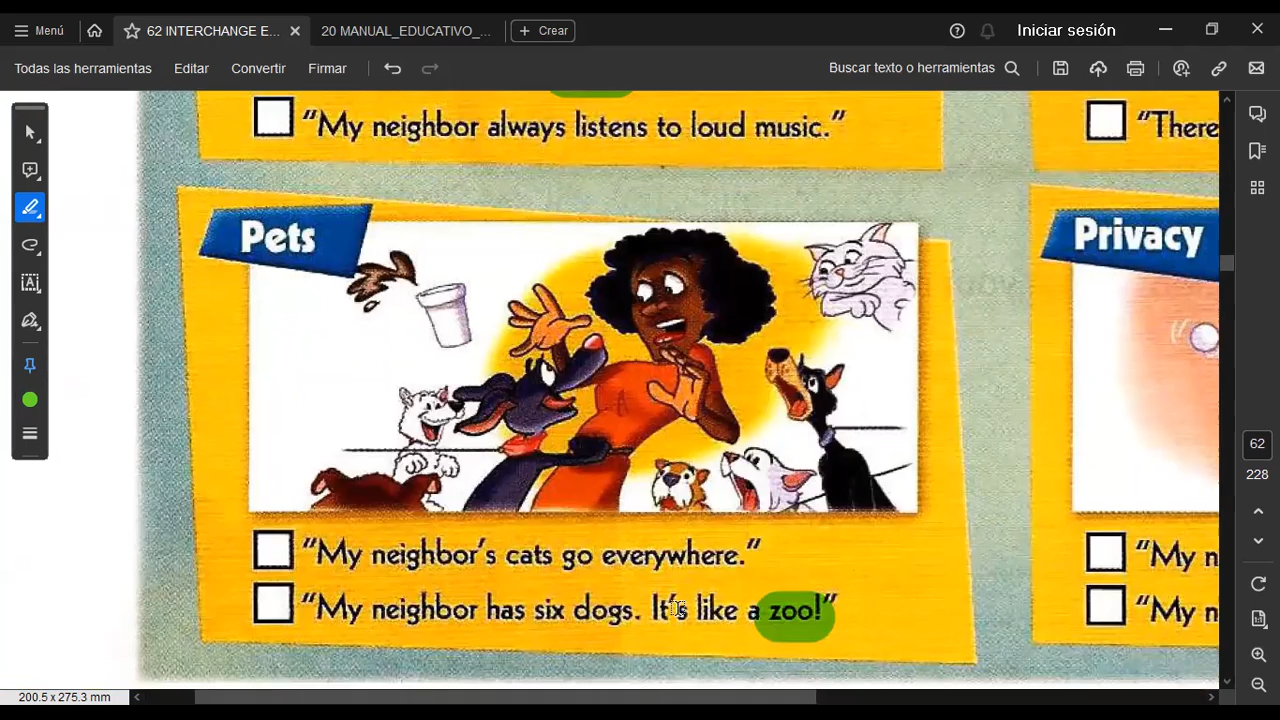 Menú
62 INTERCHANGE E...
20 MANUAL_EDUCATIVO_...
Crear
Iniciar sesión
Todas las herramientas
Editar
Convertir
Firmar
Buscar texto o herramientas
"My neighbor always listens to loud music."
"There
Pets
Privacy
"My neighbor's cats go everywhere."
"My n
"My neighbor has six dogs. It's like a zoo!"
"My n
62
228
200.5 x 275.3 mm